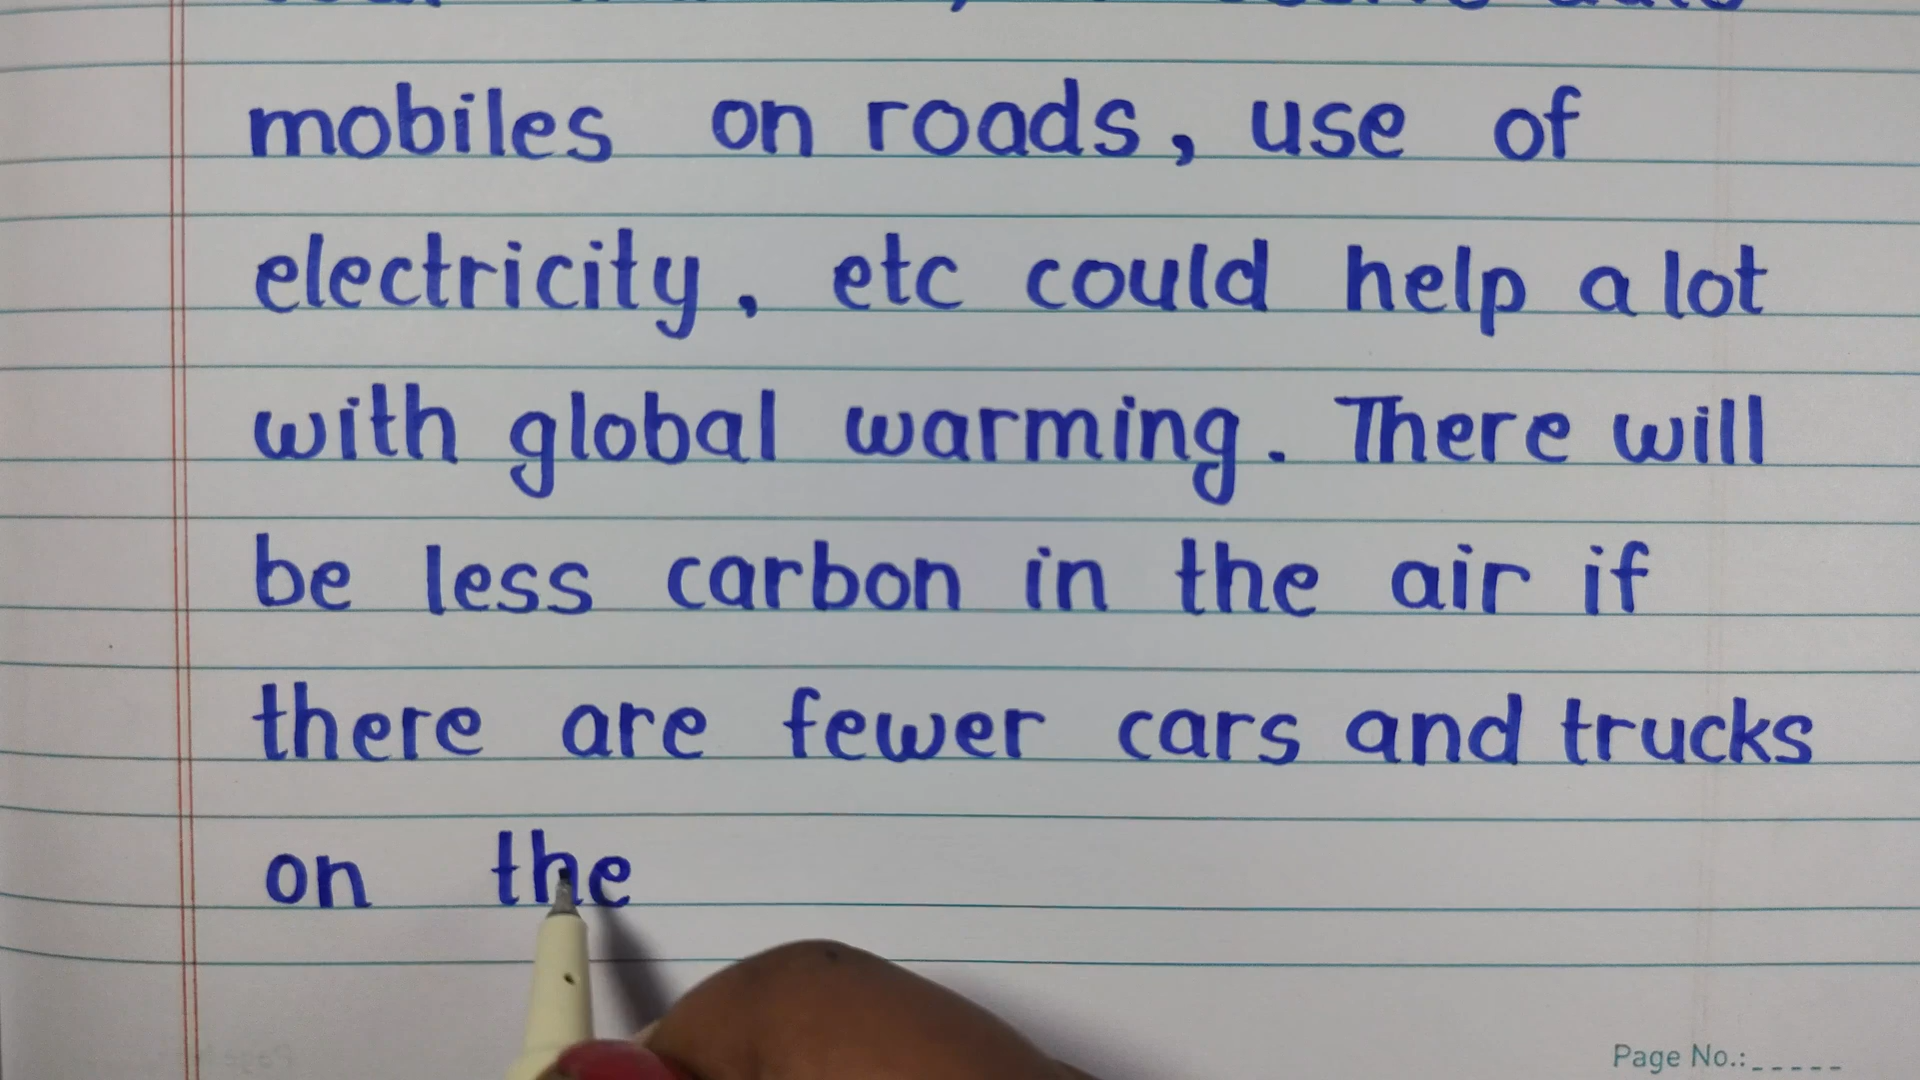 mobiles on roads, use of
electricity, etc could help a lot
with global warming. There will
be less carbon in the air if
there are fewer cars and trucks
on the
Page No.:_____